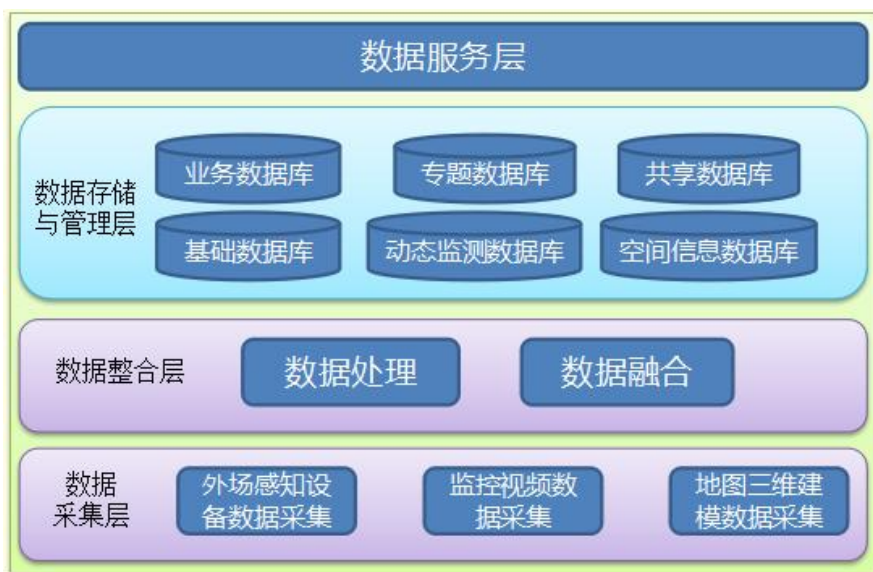 数据服务层
数据存储
与管理层
业务数据库
专题数据库
共享数据库
基础数据库
动态监测数据库
空间信息数据库
数据整合层
数据处理
数据融合
数据
采集层
外场感知设
备数据采集
监控视频数
据采集
地图三维建
模数据采集